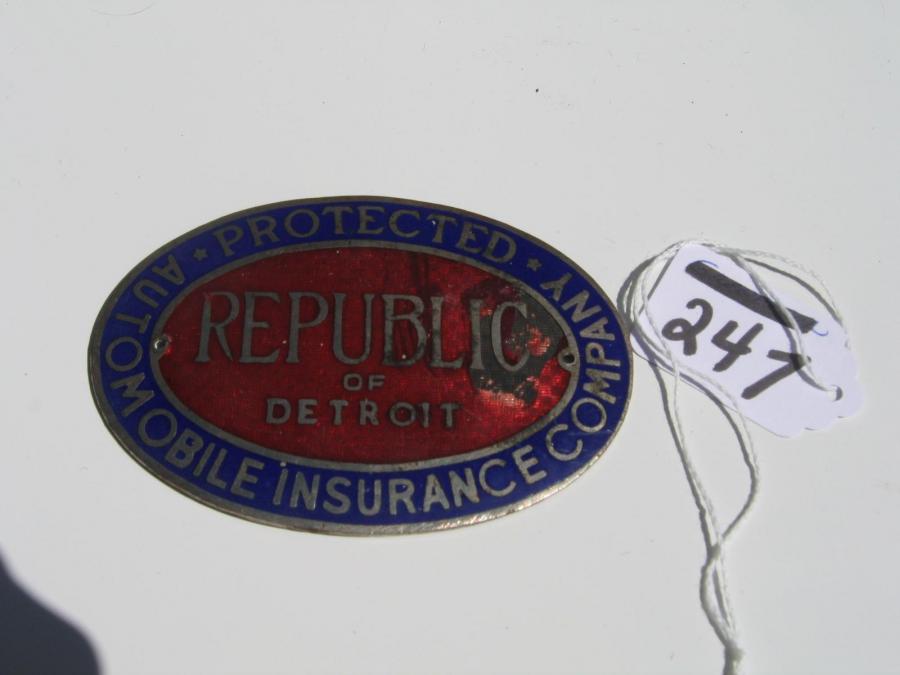 ★ PROTECTED ★
REPUBLIC
OF
DETROIT
AUTOMOBILE INSURANCE COMPANY
247